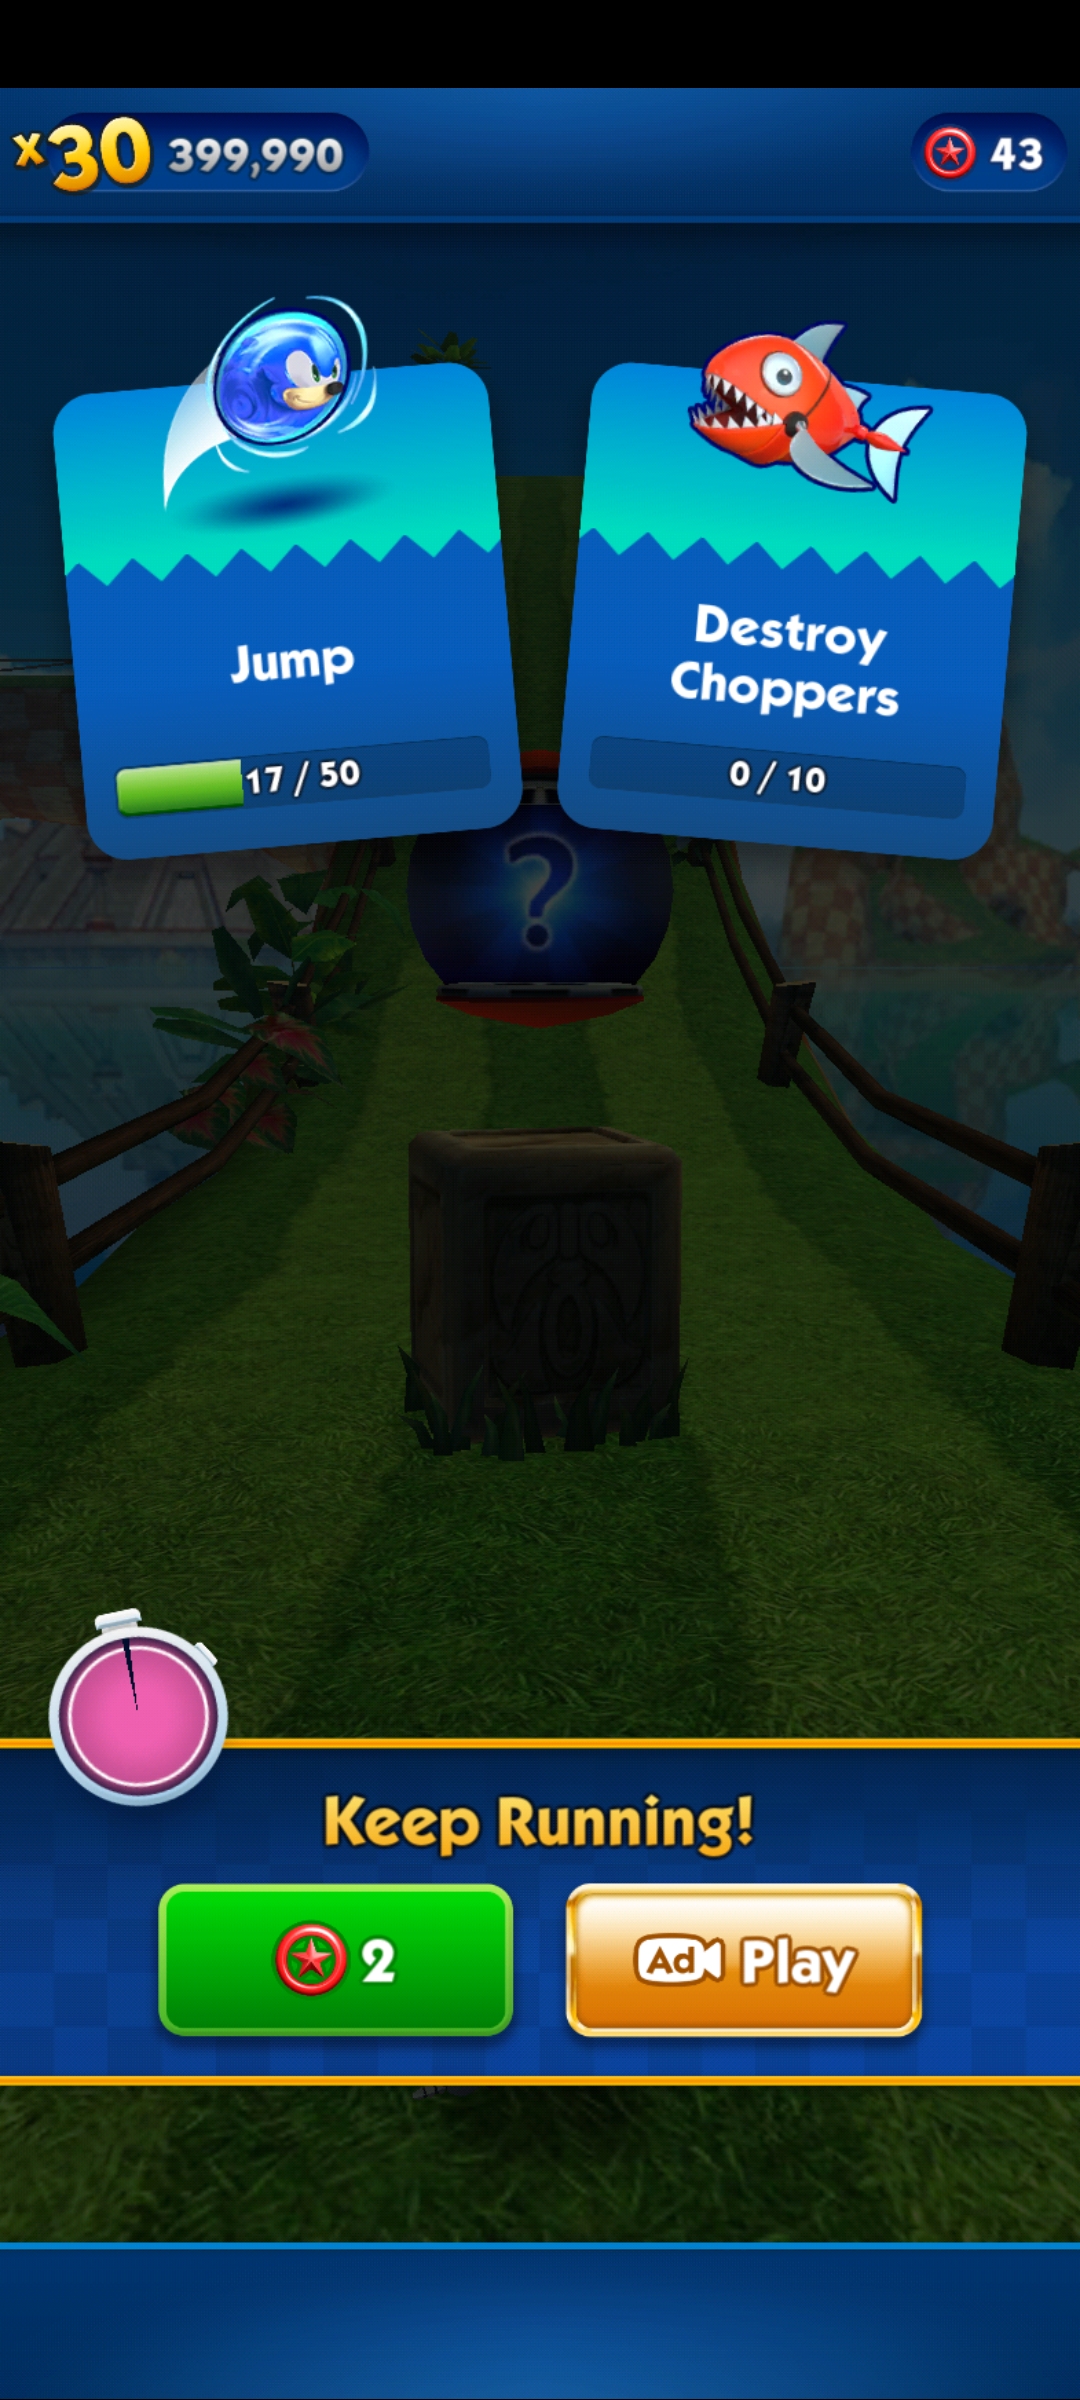 x30 399,990
43
Jump
17 / 50
Destroy
Choppers
0 / 10
?
Keep Running!
2
Ad Play